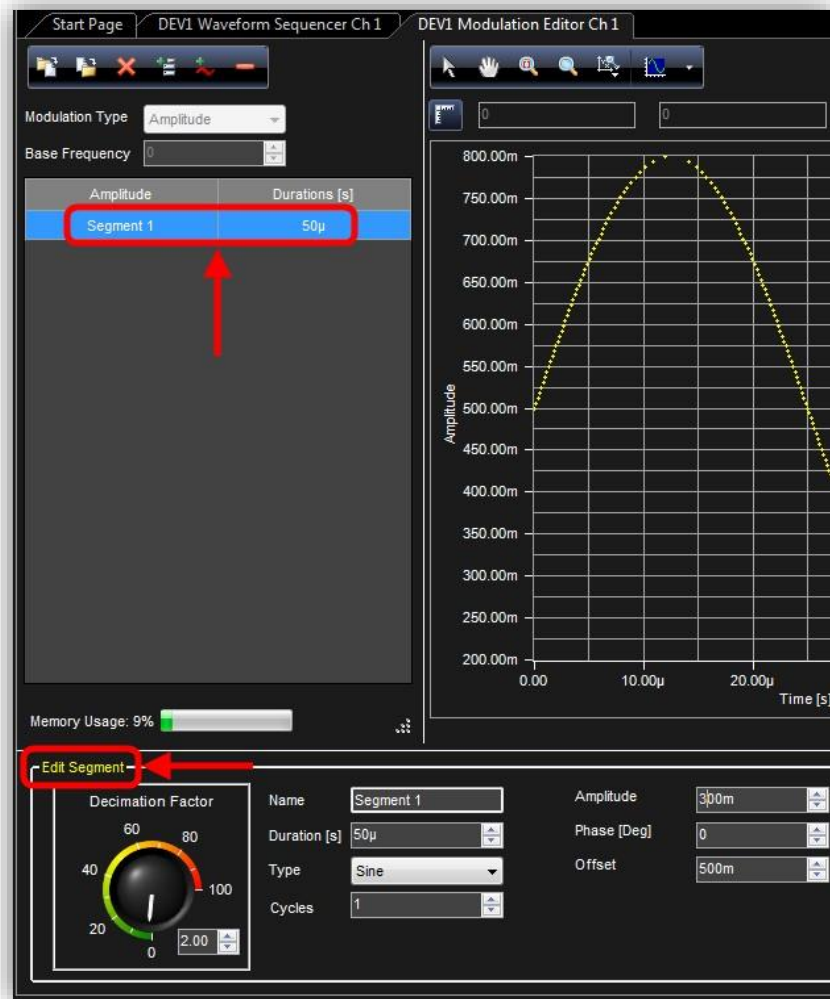 Start Page
DEV1 Waveform Sequencer Ch 1
DEV1 Modulation Editor Ch 1
Modulation Type Amplitude
Base Frequency 0
Amplitude Durations [s]
Segment 1 50µ
Memory Usage: 9%
0 0
800.00m
750.00m
700.00m
650.00m
600.00m
550.00m
500.00m
450.00m
400.00m
350.00m
300.00m
250.00m
200.00m
Amplitude
0.00 10.00µ 20.00µ
Time [s]
Edit Segment
Decimation Factor
0
20
40
60
80
100
2.00
Name Segment 1
Duration [s] 50µ
Type Sine
Cycles 1
Amplitude 300m
Phase [Deg] 0
Offset 500m